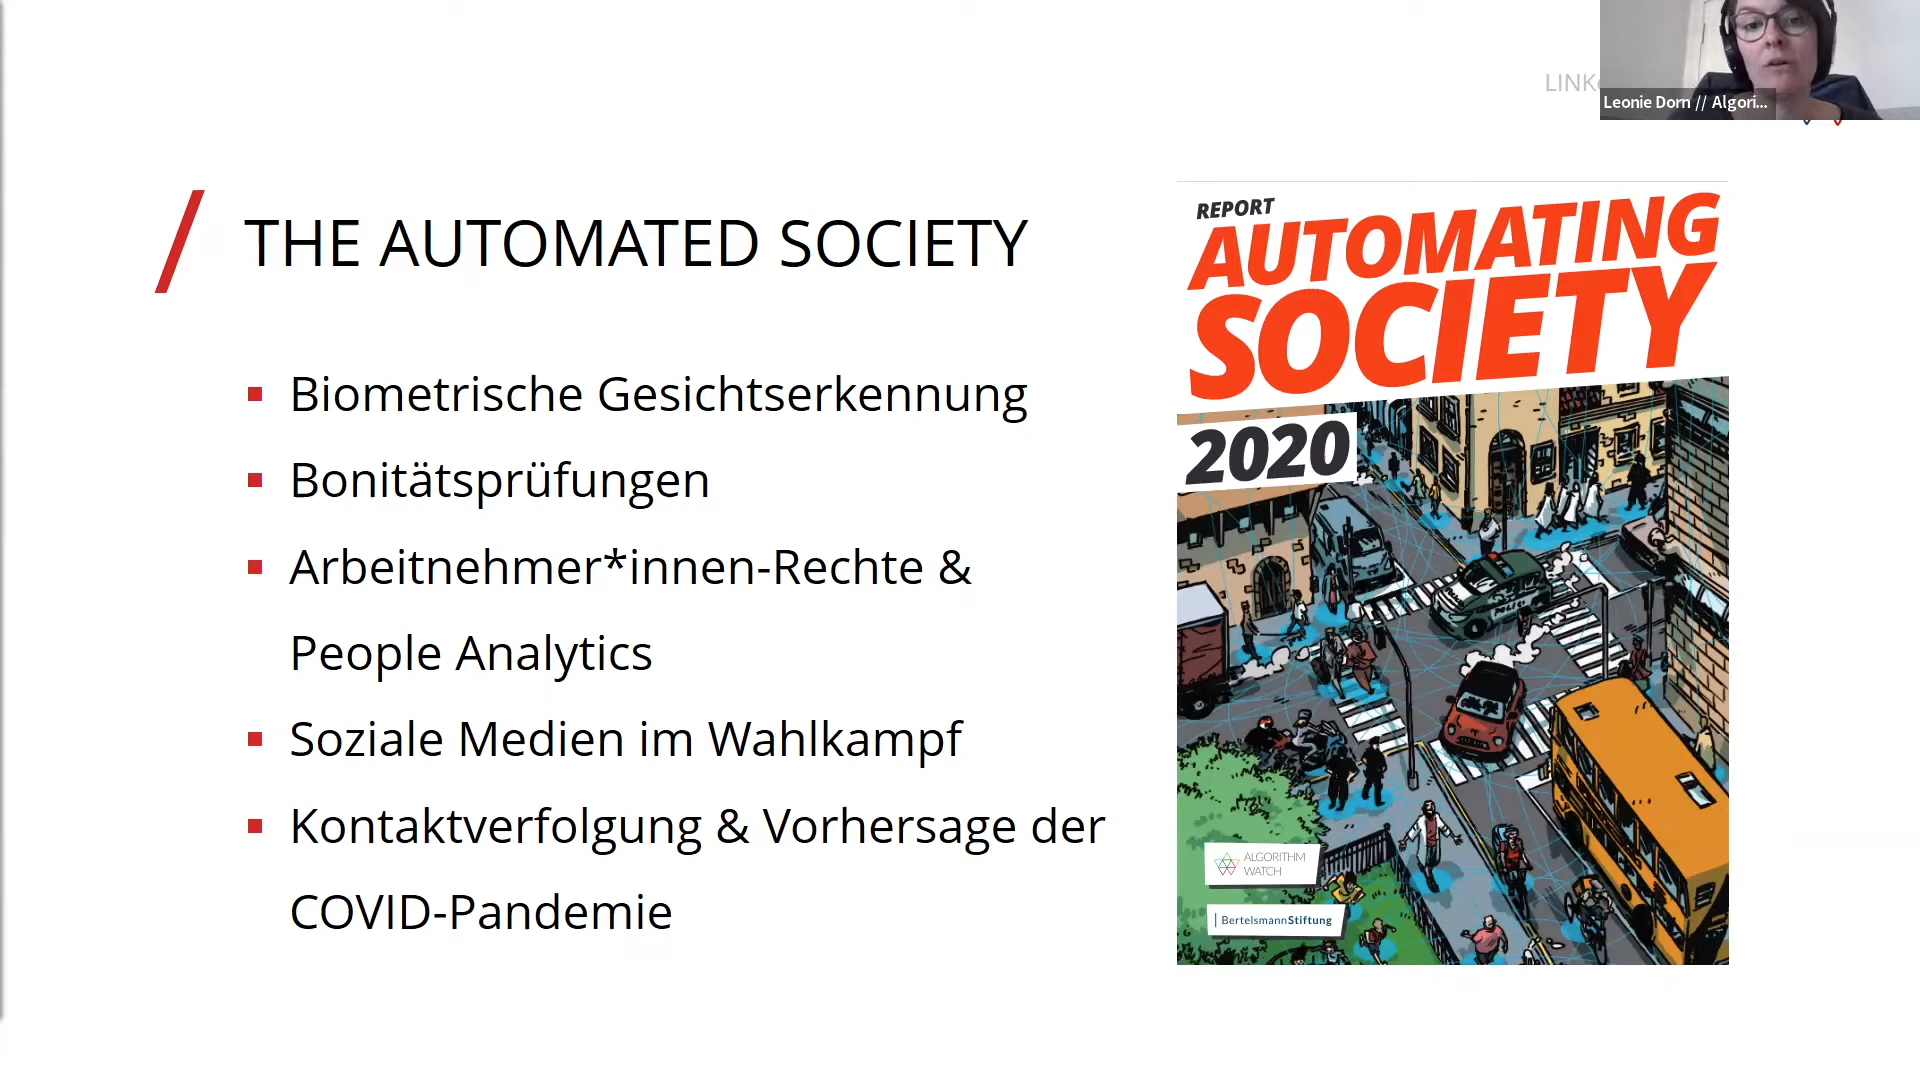 LINK
Leonie Dorn // Algori...
THE AUTOMATED SOCIETY
Biometrische Gesichtserkennung
Bonitätsprüfungen
Arbeitnehmer*innen-Rechte &
People Analytics
Soziale Medien im Wahlkampf
Kontaktverfolgung & Vorhersage der
COVID-Pandemie
REPORT
AUTOMATING
SOCIETY
2020
ALGORITHM
WATCH
BertelsmannStiftung